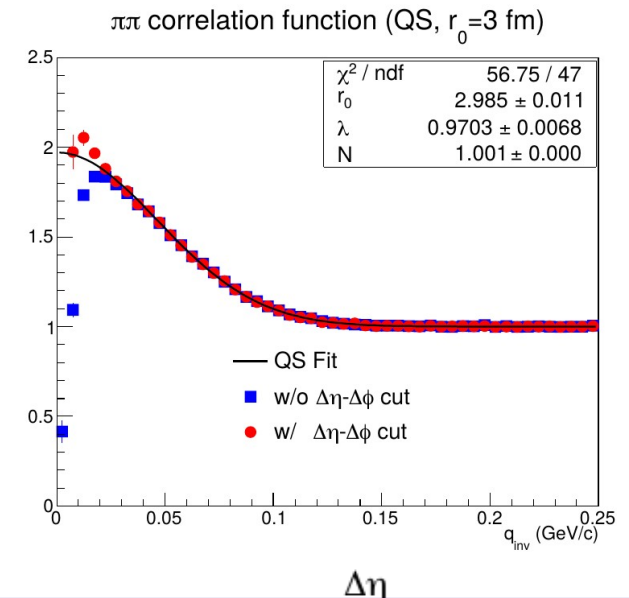 ππ correlation function (QS, r₀=3 fm)
χ² / ndf 56.75 / 47
r₀ 2.985 ± 0.011
λ 0.9703 ± 0.0068
N 1.001 ± 0.000
2.5
2
1.5
1
0.5
0
QS Fit
w/o Δη-Δϕ cut
w/ Δη-Δϕ cut
0 0.05 0.1 0.15 0.2 0.25
q_inv (GeV/c)
Δη